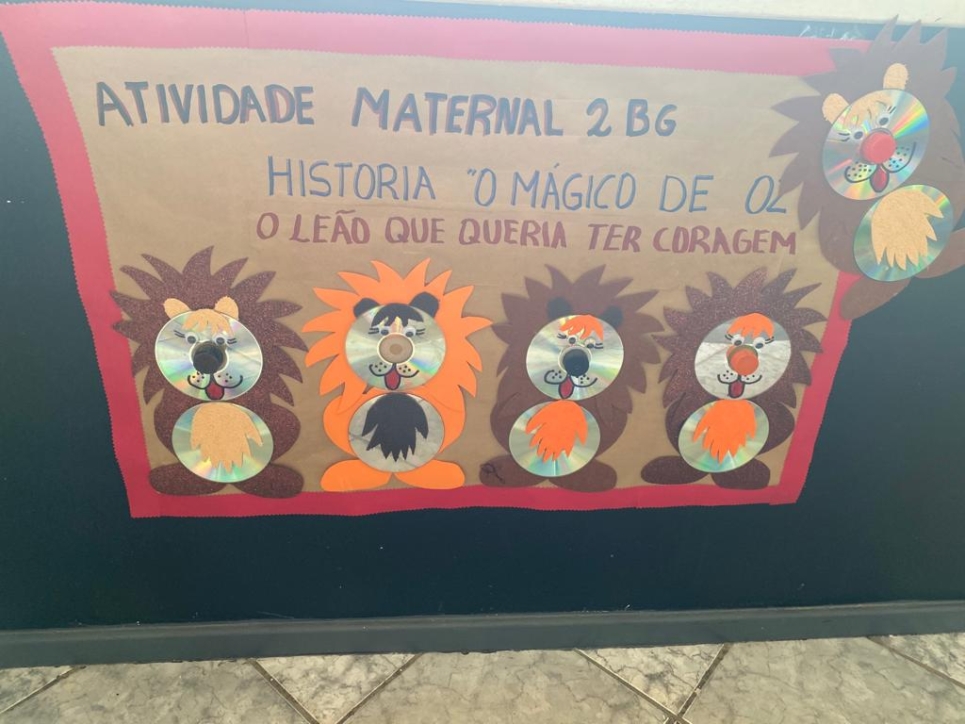 ATIVIDADE MATERNAL 2 BG
HISTORIA "O MÁGICO DE OZ
O LEÃO QUE QUERIA TER CORAGEM